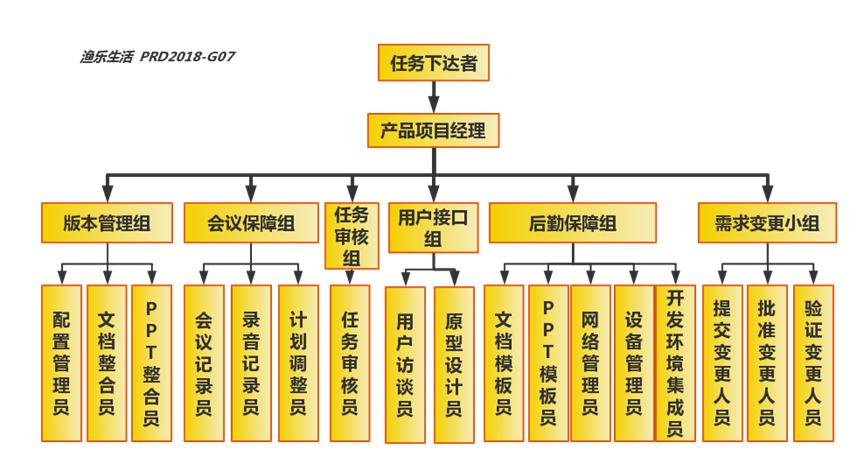 渔乐生活 PRD2018-G07
任务下达者
产品项目经理
版本管理组
会议保障组
任务
审核
组
用户接口
组
后勤保障组
需求变更小组
配置管理员
文档整合员
PPT整合员
会议记录员
录音记录员
计划调整员
任务审核员
用户访谈员
原型设计员
文档模板员
PPT模板员
网络管理员
设备管理员
开发环境集成员
提交变更人员
批准变更人员
验证变更人员